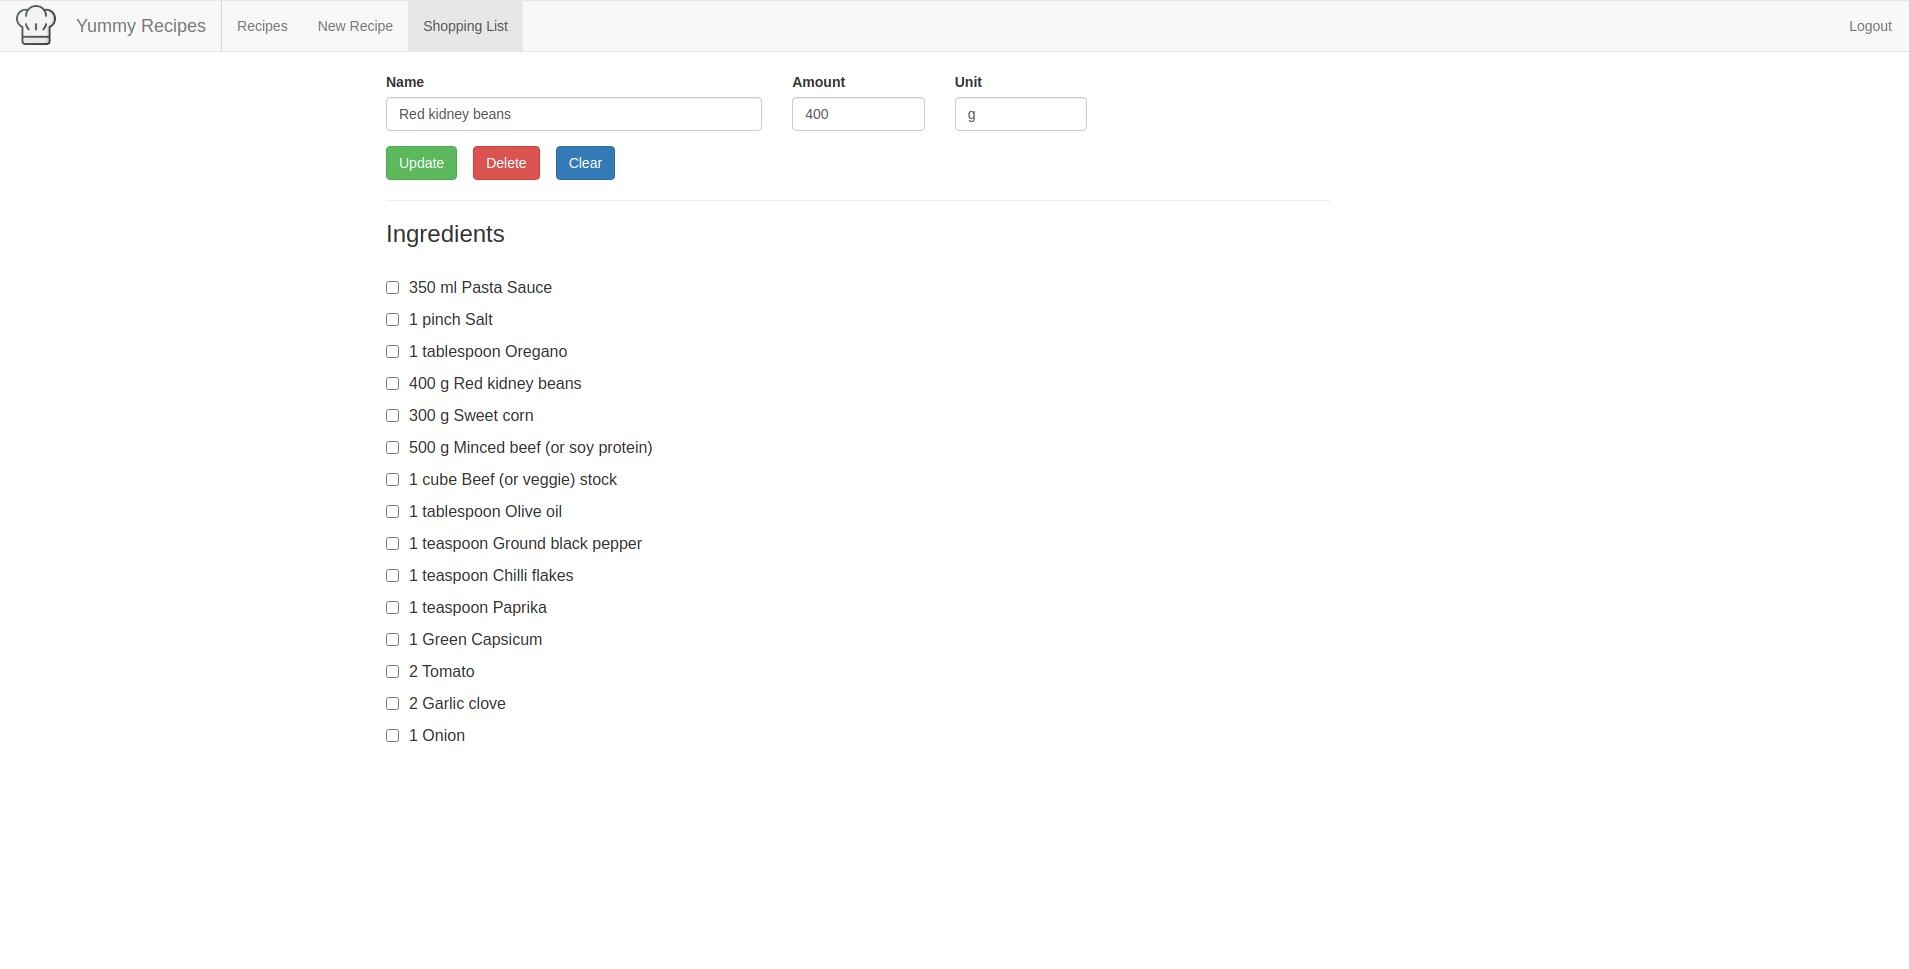 Yummy Recipes Recipes New Recipe Shopping List Logout
Name Amount Unit
Red kidney beans 400 g
Update Delete Clear
Ingredients
350 ml Pasta Sauce
1 pinch Salt
1 tablespoon Oregano
400 g Red kidney beans
300 g Sweet corn
500 g Minced beef (or soy protein)
1 cube Beef (or veggie) stock
1 tablespoon Olive oil
1 teaspoon Ground black pepper
1 teaspoon Chilli flakes
1 teaspoon Paprika
1 Green Capsicum
2 Tomato
2 Garlic clove
1 Onion